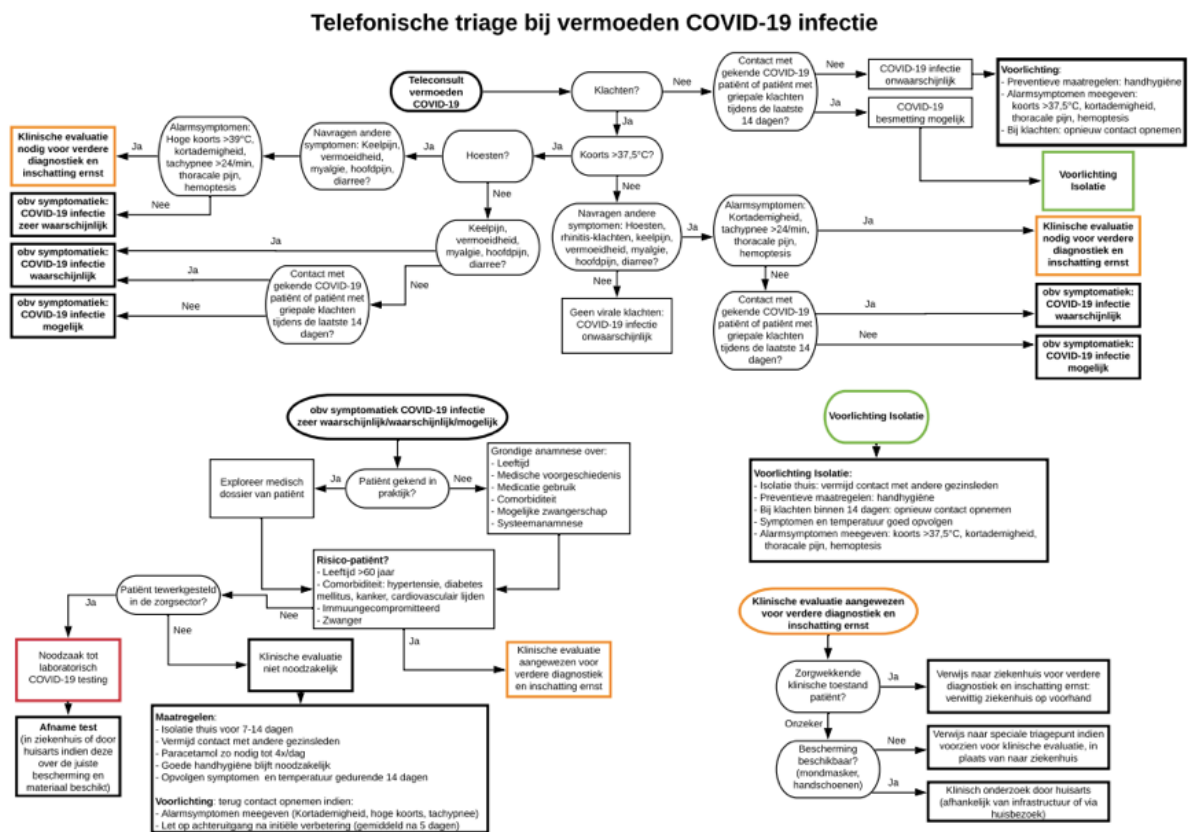 Telefonische triage bij vermoeden COVID-19 infectie
Teleconsult
vermoeden
COVID-19
Klachten?
Nee
Contact met
gekende COVID-19
patiënt of patiënt met
griepale klachten
tijdens de laatste
14 dagen?
Nee
COVID-19 infectie
onwaarschijnlijk
Voorlichting:
- Preventieve maatregelen: handhygiëne
- Alarmsymptomen meegeven:
koorts >37,5°C, kortademigheid,
thoracale pijn, hemoptesis
- Bij klachten: opnieuw contact opnemen
Ja
COVID-19
besmetting mogelijk
Voorlichting
Isolatie
Ja
Koorts >37,5°C?
Ja
Hoesten?
Ja
Navragen andere
symptomen: Keelpijn,
vermoeidheid,
myalgie, hoofdpijn,
diarree?
Alarmsymptomen:
Hoge koorts >39°C,
kortademigheid,
tachypnee >24/min,
thoracale pijn,
hemoptesis
Ja
Klinische evaluatie
nodig voor verdere
diagnostiek en
inschatting ernst
Nee
obv symptomatiek:
COVID-19 infectie
zeer waarschijnlijk
Nee
Keelpijn,
vermoeidheid,
myalgie, hoofdpijn,
diarree?
Ja
obv symptomatiek:
COVID-19 infectie
waarschijnlijk
Nee
Contact met
gekende COVID-19
patiënt of patiënt met
griepale klachten
tijdens de laatste 14
dagen?
Ja
Nee
obv symptomatiek:
COVID-19 infectie
mogelijk
Nee
Navragen andere
symptomen: Hoesten,
rhinitis-klachten, keelpijn,
vermoeidheid, myalgie,
hoofdpijn, diarree?
Nee
Geen virale klachten:
COVID-19 infectie
onwaarschijnlijk
Ja
Alarmsymptomen:
Kortademigheid,
tachypnee >24/min,
thoracale pijn,
hemoptesis
Ja
Klinische evaluatie
nodig voor verdere
diagnostiek en
inschatting ernst
Nee
Contact met
gekende COVID-19
patiënt of patiënt met
griepale klachten
tijdens de laatste 14
dagen?
Ja
obv symptomatiek:
COVID-19 infectie
waarschijnlijk
Nee
obv symptomatiek:
COVID-19 infectie
mogelijk
obv symptomatiek COVID-19 infectie
zeer waarschijnlijk/waarschijnlijk/mogelijk
Patiënt gekend in
praktijk?
Ja
Exploreer medisch
dossier van patiënt
Nee
Grondige anamnese over:
- Leeftijd
- Medische voorgeschiedenis
- Medicatie gebruik
- Comorbiditeit
- Mogelijke zwangerschap
- Systeemanamnese
Risico-patiënt?
- Leeftijd >60 jaar
- Comorbiditeit: hypertensie, diabetes
mellitus, kanker, cardiovasculair lijden
- Immuungecompromitteerd
- Zwanger
Nee
Patiënt tewerkgesteld
in de zorgsector?
Ja
Noodzaak tot
laboratorisch
COVID-19 testing
Afname test
(in ziekenhuis of door
huisarts indien deze
over de juiste
bescherming en
materiaal beschikt)
Nee
Klinische evaluatie
niet noodzakelijk
Ja
Klinische evaluatie
aangewezen voor
verdere diagnostiek
en inschatting ernst
Maatregelen:
- Isolatie thuis voor 7-14 dagen
- Vermijd contact met andere gezinsleden
- Paracetamol zo nodig tot 4x/dag
- Goede handhygiëne blijft noodzakelijk
- Opvolgen symptomen en temperatuur gedurende 14 dagen
Voorlichting: terug contact opnemen indien:
- Alarmsymptomen meegeven (Kortademigheid, hoge koorts, tachypnee)
- Let op achteruitgang na initiële verbetering (gemiddeld na 5 dagen)
Voorlichting Isolatie
Voorlichting Isolatie:
- Isolatie thuis: vermijd contact met andere gezinsleden
- Preventieve maatregelen: handhygiëne
- Bij klachten binnen 14 dagen: opnieuw contact opnemen
- Symptomen en temperatuur goed opvolgen
- Alarmsymptomen meegeven: koorts >37,5°C, kortademigheid,
thoracale pijn, hemoptesis
Klinische evaluatie aangewezen
voor verdere diagnostiek en
inschatting ernst
Zorgwekkende
klinische toestand
patiënt?
Ja
Verwijs naar ziekenhuis voor verdere
diagnostiek en inschatting ernst:
verwittig ziekenhuis op voorhand
Onzeker
Bescherming
beschikbaar?
(mondmasker,
handschoenen)
Nee
Verwijs naar speciale triagepunt indien
voorzien voor klinische evaluatie, in
plaats van naar ziekenhuis
Ja
Klinisch onderzoek door huisarts
(afhankelijk van infrastructuur of via
huisbezoek)